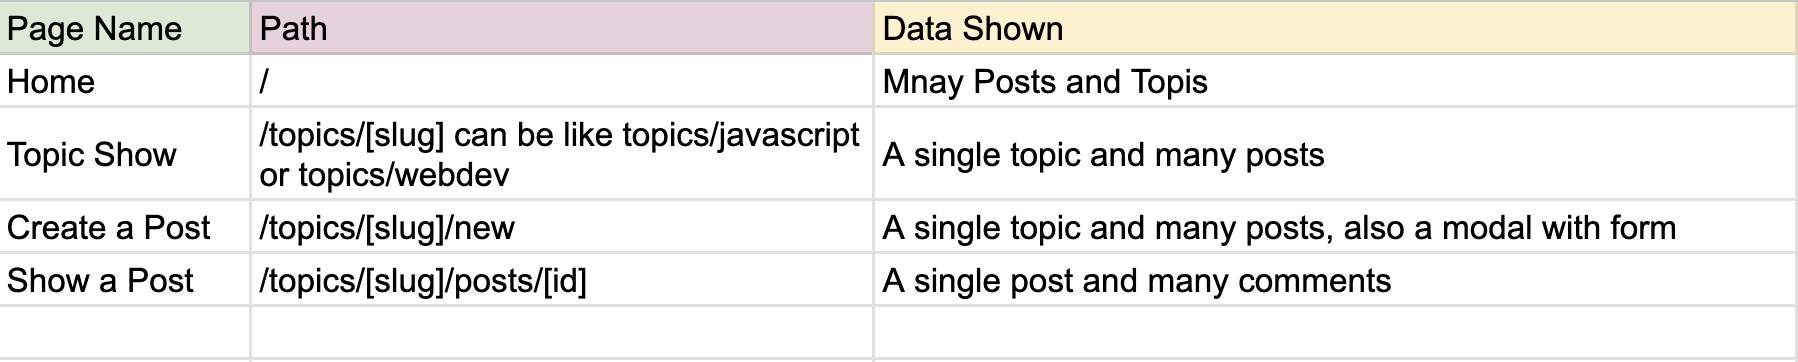 Page Name Path Data Shown
Home / Mnay Posts and Topis
Topic Show /topics/[slug] can be like topics/javascript
or topics/webdev A single topic and many posts
Create a Post /topics/[slug]/new A single topic and many posts, also a modal with form
Show a Post /topics/[slug]/posts/[id] A single post and many comments